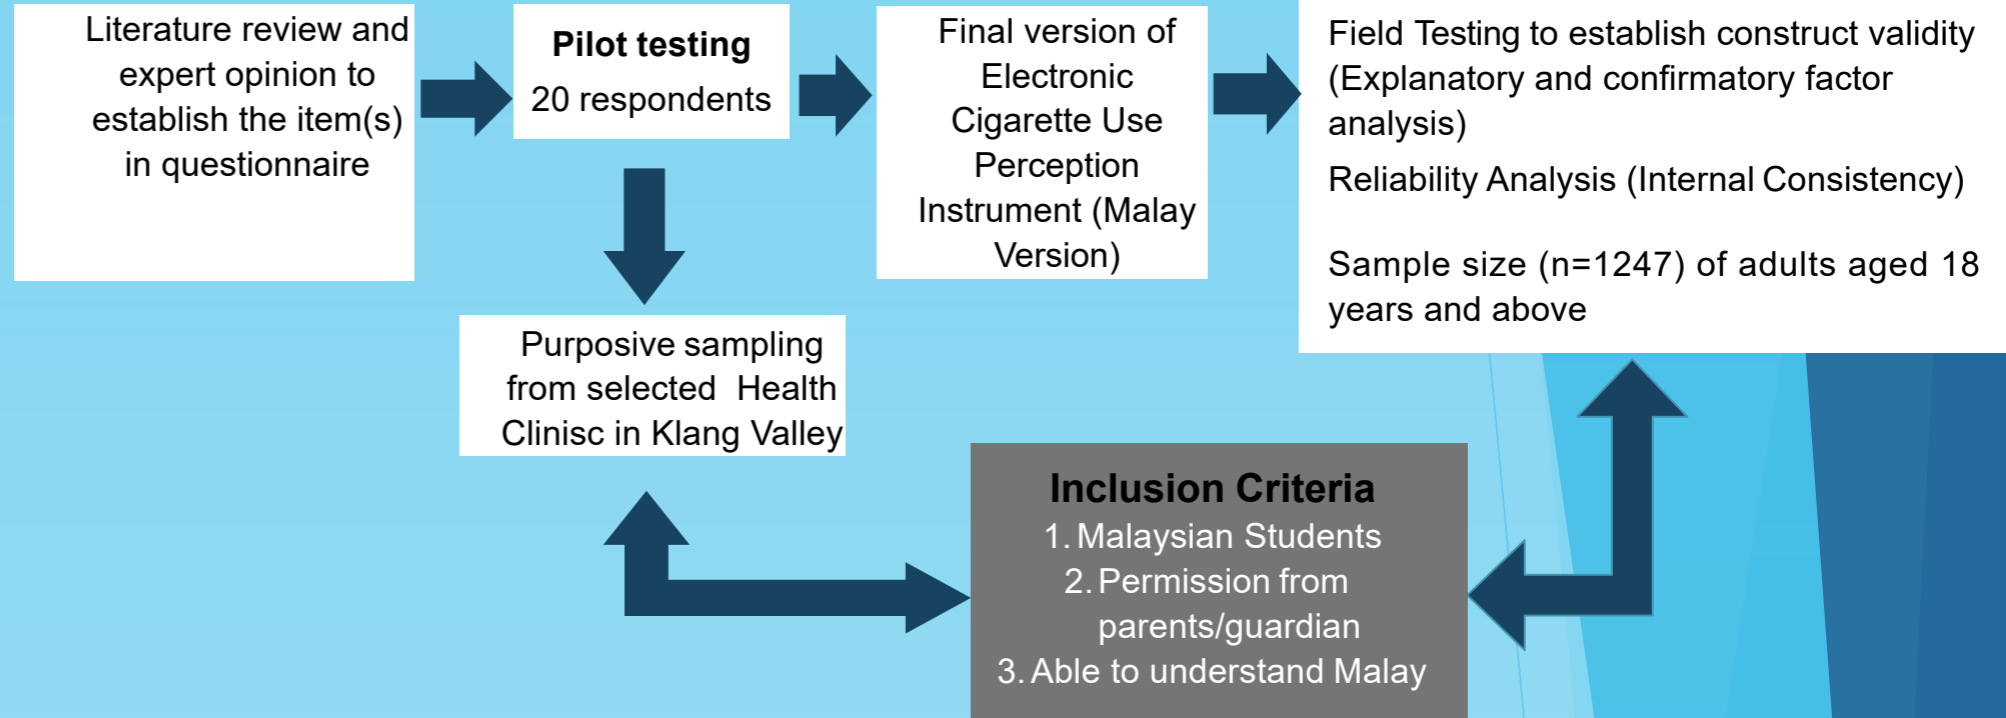 Literature review and
expert opinion to
establish the item(s)
in questionnaire
Pilot testing
20 respondents
Final version of
Electronic
Cigarette Use
Perception
Instrument (Malay
Version)
Field Testing to establish construct validity
(Explanatory and confirmatory factor
analysis)
Reliability Analysis (Internal Consistency)
Sample size (n=1247) of adults aged 18
years and above
Purposive sampling
from selected Health
Clinisc in Klang Valley
Inclusion Criteria
1. Malaysian Students
2. Permission from
parents/guardian
3. Able to understand Malay